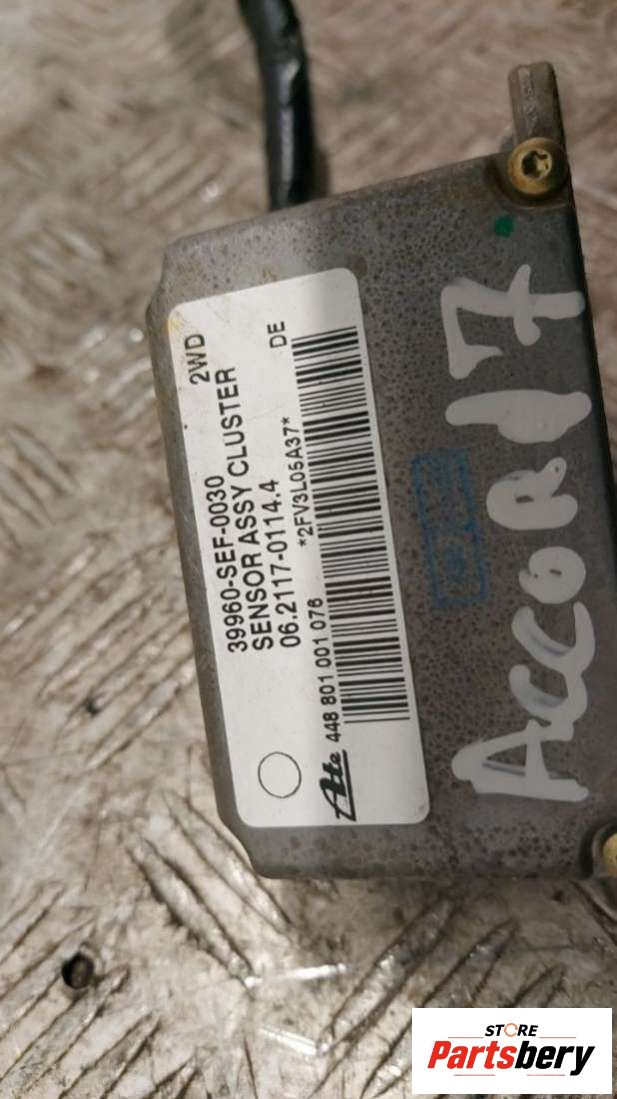 2WD
39960-SEF-0030
SENSOR ASSY CLUSTER
06.2117-0114.4 DE
*2FV3L05A37*
Ate 448 801 001 076
ACCORD 7
STORE
Partsbery